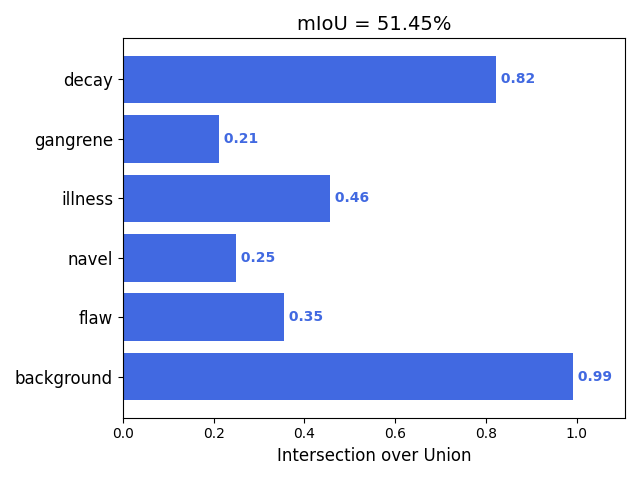 mIoU = 51.45%
decay 0.82
gangrene 0.21
illness 0.46
navel 0.25
flaw 0.35
background 0.99
0.0 0.2 0.4 0.6 0.8 1.0
Intersection over Union